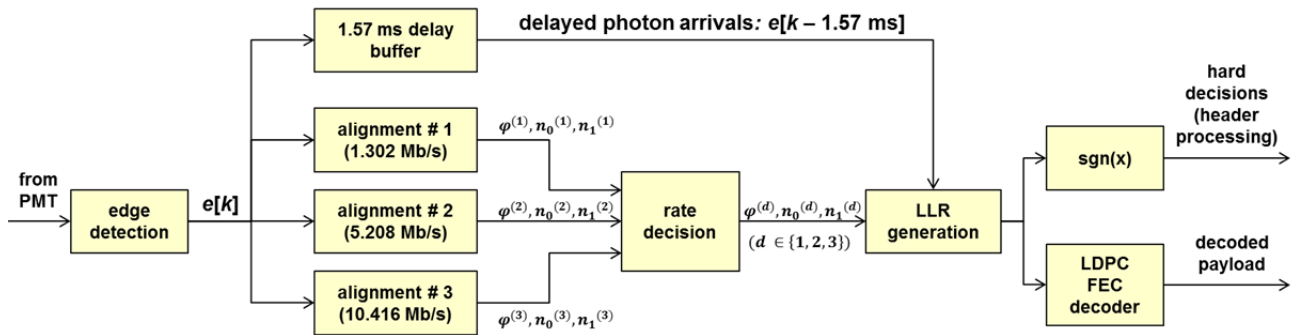 1.57 ms delay
buffer
delayed photon arrivals: e[k – 1.57 ms]
alignment # 1
(1.302 Mb/s)
φ⁽¹⁾, n₀⁽¹⁾, n₁⁽¹⁾
hard
decisions
(header
processing)
sgn(x)
from
PMT
edge
detection
e[k]
alignment # 2
(5.208 Mb/s)
φ⁽²⁾, n₀⁽²⁾, n₁⁽²⁾
rate
decision
φ⁽ᵈ⁾, n₀⁽ᵈ⁾, n₁⁽ᵈ⁾
(d ∈ {1, 2, 3})
LLR
generation
alignment # 3
(10.416 Mb/s)
φ⁽³⁾, n₀⁽³⁾, n₁⁽³⁾
LDPC
FEC
decoder
decoded
payload